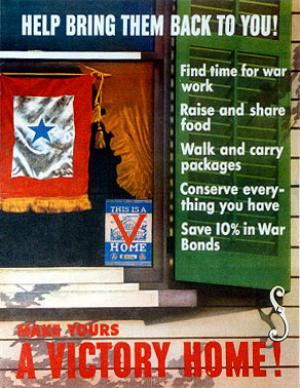 HELP BRING THEM BACK TO YOU!
Find time for war
work
Raise and share
food
Walk and carry
packages
Conserve every-
thing you have
Save 10% in War
Bonds
THIS IS A
V
HOME
MAKE YOURS
A VICTORY HOME!